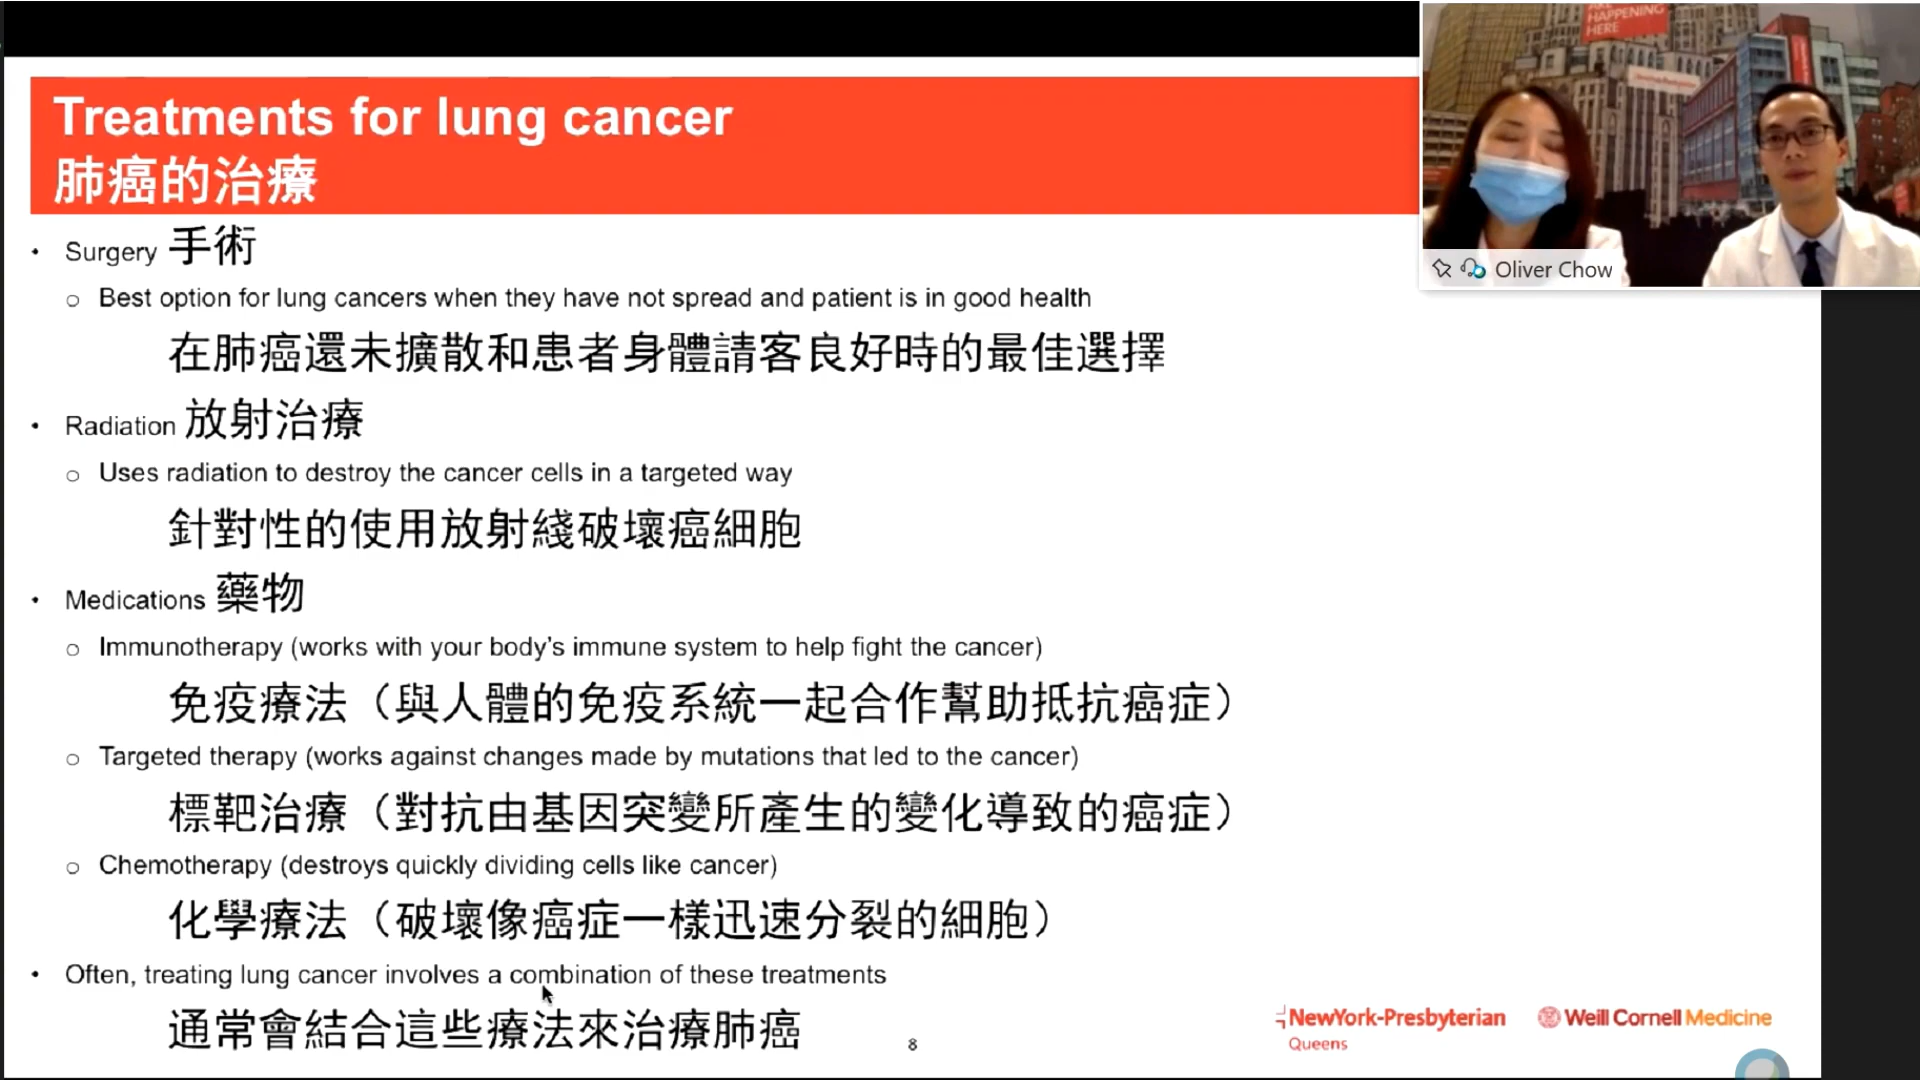 Treatments for lung cancer
肺癌的治療
• Surgery 手術
○ Best option for lung cancers when they have not spread and patient is in good health
在肺癌還未擴散和患者身體請客良好時的最佳選擇
• Radiation 放射治療
○ Uses radiation to destroy the cancer cells in a targeted way
針對性的使用放射綫破壞癌細胞
• Medications 藥物
○ Immunotherapy (works with your body’s immune system to help fight the cancer)
免疫療法（與人體的免疫系統一起合作幫助抵抗癌症）
○ Targeted therapy (works against changes made by mutations that led to the cancer)
標靶治療（對抗由基因突變所產生的變化導致的癌症）
○ Chemotherapy (destroys quickly dividing cells like cancer)
化學療法（破壞像癌症一樣迅速分裂的細胞）
• Often, treating lung cancer involves a combination of these treatments
通常會結合這些療法來治療肺癌
8
NewYork-Presbyterian
Queens
Weill Cornell Medicine
HAPPENING
HERE
Oliver Chow